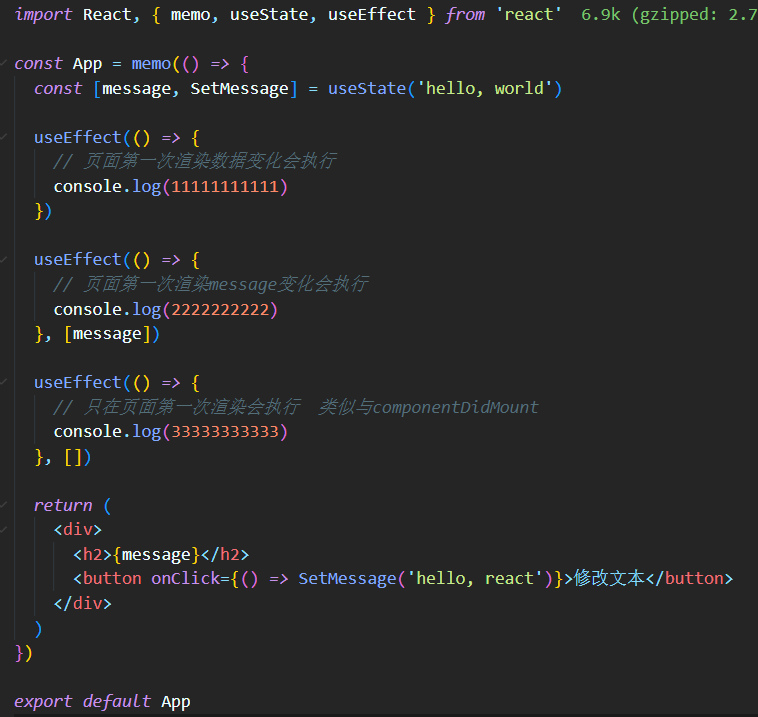 import React, { memo, useState, useEffect } from 'react' 6.9k (gzipped: 2.7
const App = memo(() => {
const [message, SetMessage] = useState('hello, world')
useEffect(() => {
// 页面第一次渲染数据变化会执行
console.log(11111111111)
})
useEffect(() => {
// 页面第一次渲染message变化会执行
console.log(2222222222)
}, [message])
useEffect(() => {
// 只在页面第一次渲染会执行 类似与componentDidMount
console.log(33333333333)
}, [])
return (
<div>
<h2>{message}</h2>
<button onClick={() => SetMessage('hello, react')}>修改文本</button>
</div>
)
})
export default App